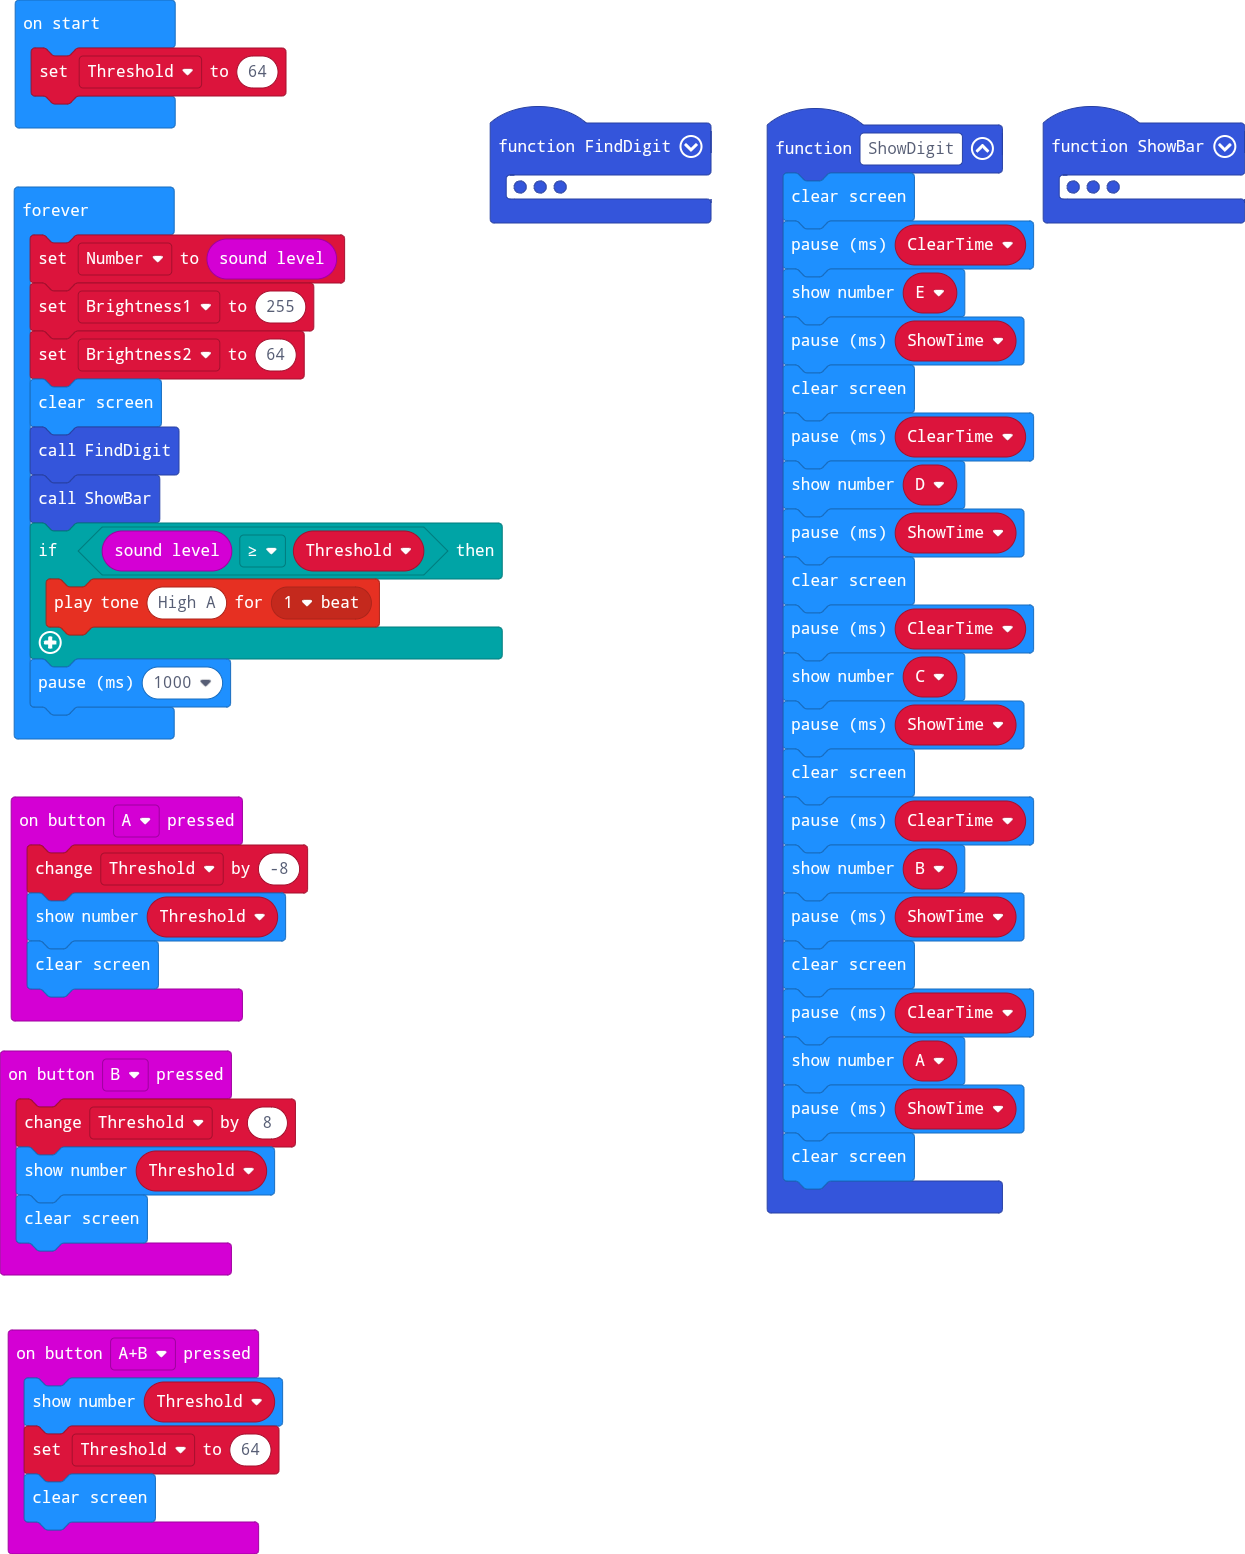 on start
set Threshold to 64
forever
set Number to sound level
set Brightness1 to 255
set Brightness2 to 64
clear screen
call FindDigit
call ShowBar
if sound level ≥ Threshold then
play tone High A for 1 beat
pause (ms) 1000
on button A pressed
change Threshold by -8
show number Threshold
clear screen
on button B pressed
change Threshold by 8
show number Threshold
clear screen
on button A+B pressed
show number Threshold
set Threshold to 64
clear screen
function FindDigit
function ShowDigit
clear screen
pause (ms) ClearTime
show number E
pause (ms) ShowTime
clear screen
pause (ms) ClearTime
show number D
pause (ms) ShowTime
clear screen
pause (ms) ClearTime
show number C
pause (ms) ShowTime
clear screen
pause (ms) ClearTime
show number B
pause (ms) ShowTime
clear screen
pause (ms) ClearTime
show number A
pause (ms) ShowTime
clear screen
function ShowBar